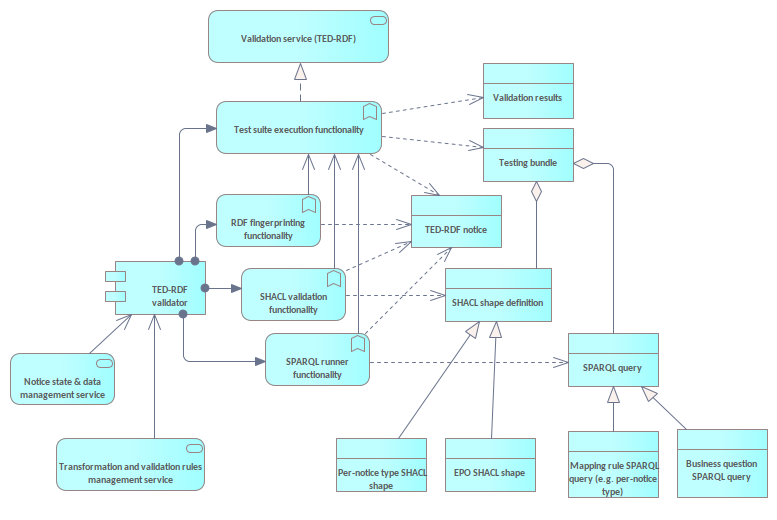 Validation service (TED-RDF)
Validation results
Test suite execution functionality
Testing bundle
RDF fingerprinting
functionality
TED-RDF notice
TED-RDF
validator
SHACL validation
functionality
SHACL shape definition
SPARQL runner
functionality
SPARQL query
Notice state & data
management service
Transformation and validation rules
management service
Per-notice type SHACL
shape
EPO SHACL shape
Mapping rule SPARQL
query (e.g. per-notice
type)
Business question
SPARQL query